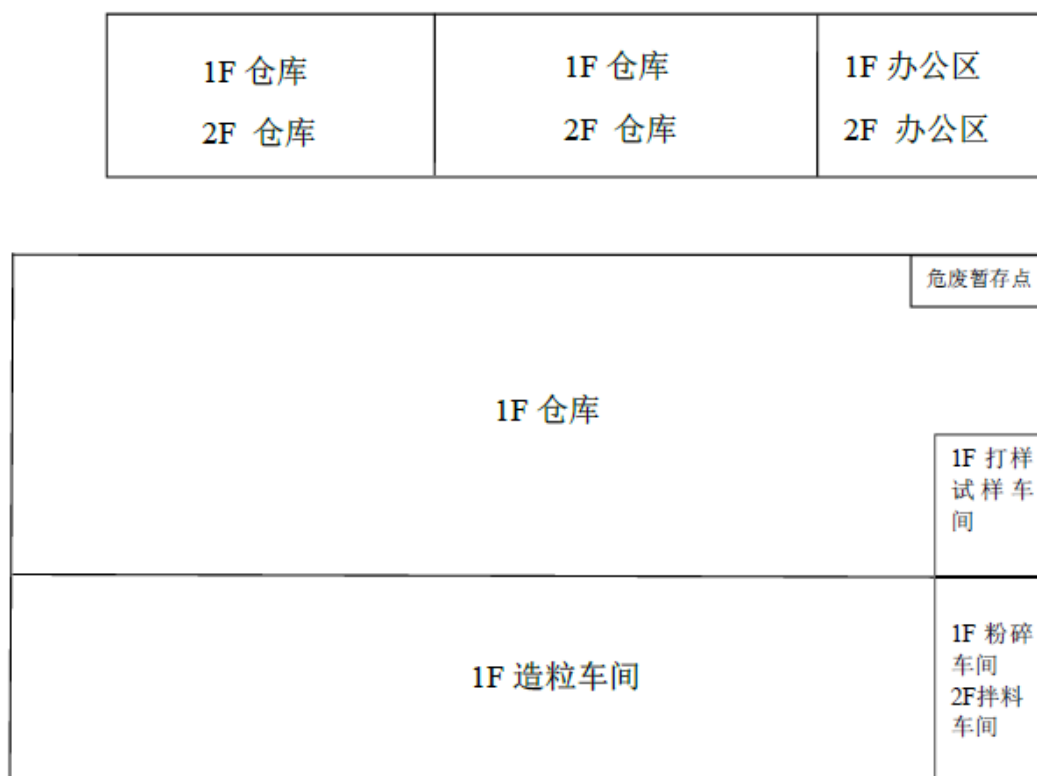 1F 仓库
2F 仓库
1F 仓库
2F 仓库
1F 办公区
2F 办公区
危废暂存点
1F 仓库
1F 打样
试样车
间
1F 造粒车间
1F 粉碎
车间
2F拌料
车间